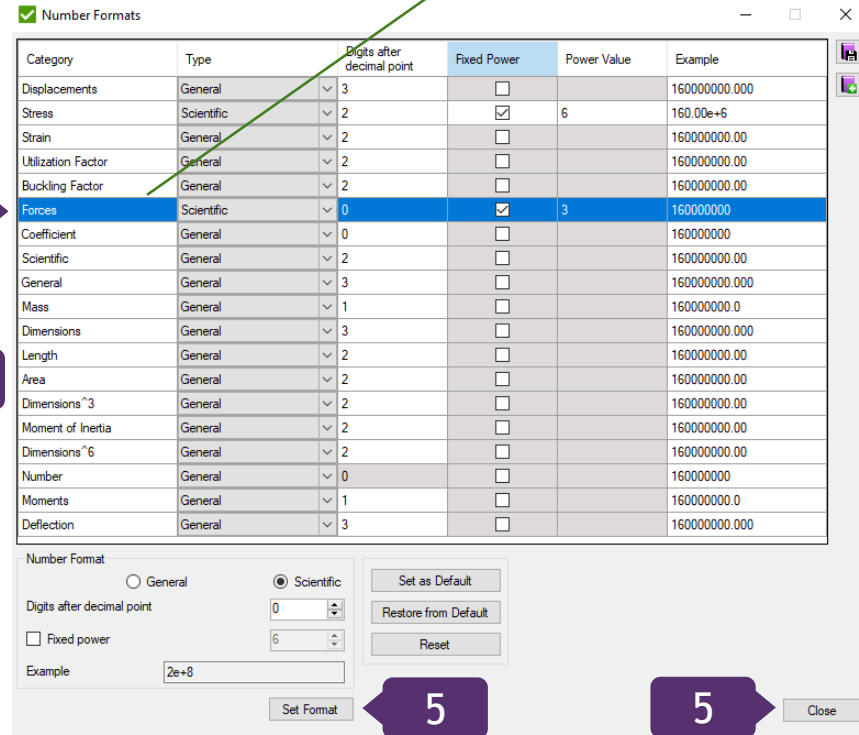 Number Formats
Category Type Digits after decimal point Fixed Power Power Value Example
Displacements General 3 160000000.000
Stress Scientific 2 6 160.00e+6
Strain General 2 160000000.00
Utilization Factor General 2 160000000.00
Buckling Factor General 2 160000000.00
Forces Scientific 0 3 160000000
Coefficient General 0 160000000
Scientific General 2 160000000.00
General General 3 160000000.000
Mass General 1 160000000.0
Dimensions General 3 160000000.000
Length General 2 160000000.00
Area General 2 160000000.00
Dimensions^3 General 2 160000000.00
Moment of Inertia General 2 160000000.00
Dimensions^6 General 2 160000000.00
Number General 0 160000000
Moments General 1 160000000.0
Deflection General 3 160000000.000
Number Format
General Scientific Set as Default
Digits after decimal point 0 Restore from Default
Fixed power 6 Reset
Example 2e+8
Set Format 5 5 Close